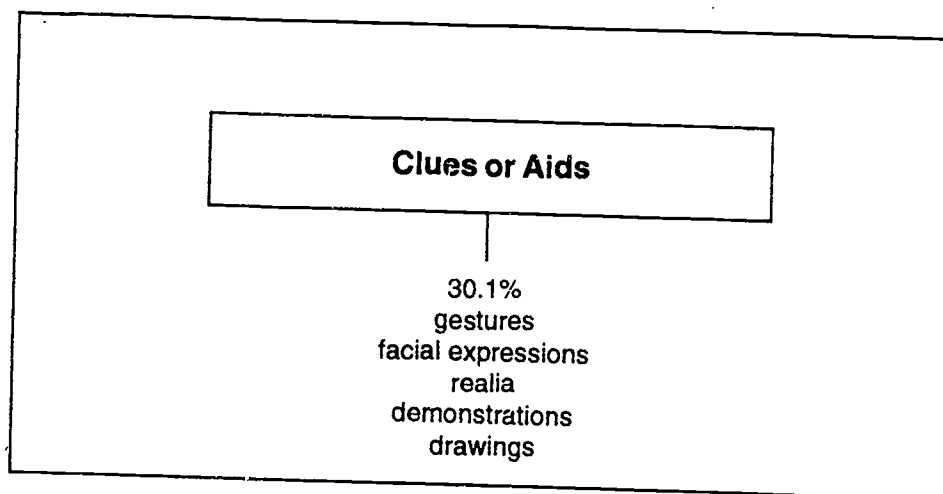 Clues or Aids
30.1%
gestures
facial expressions
realia
demonstrations
drawings